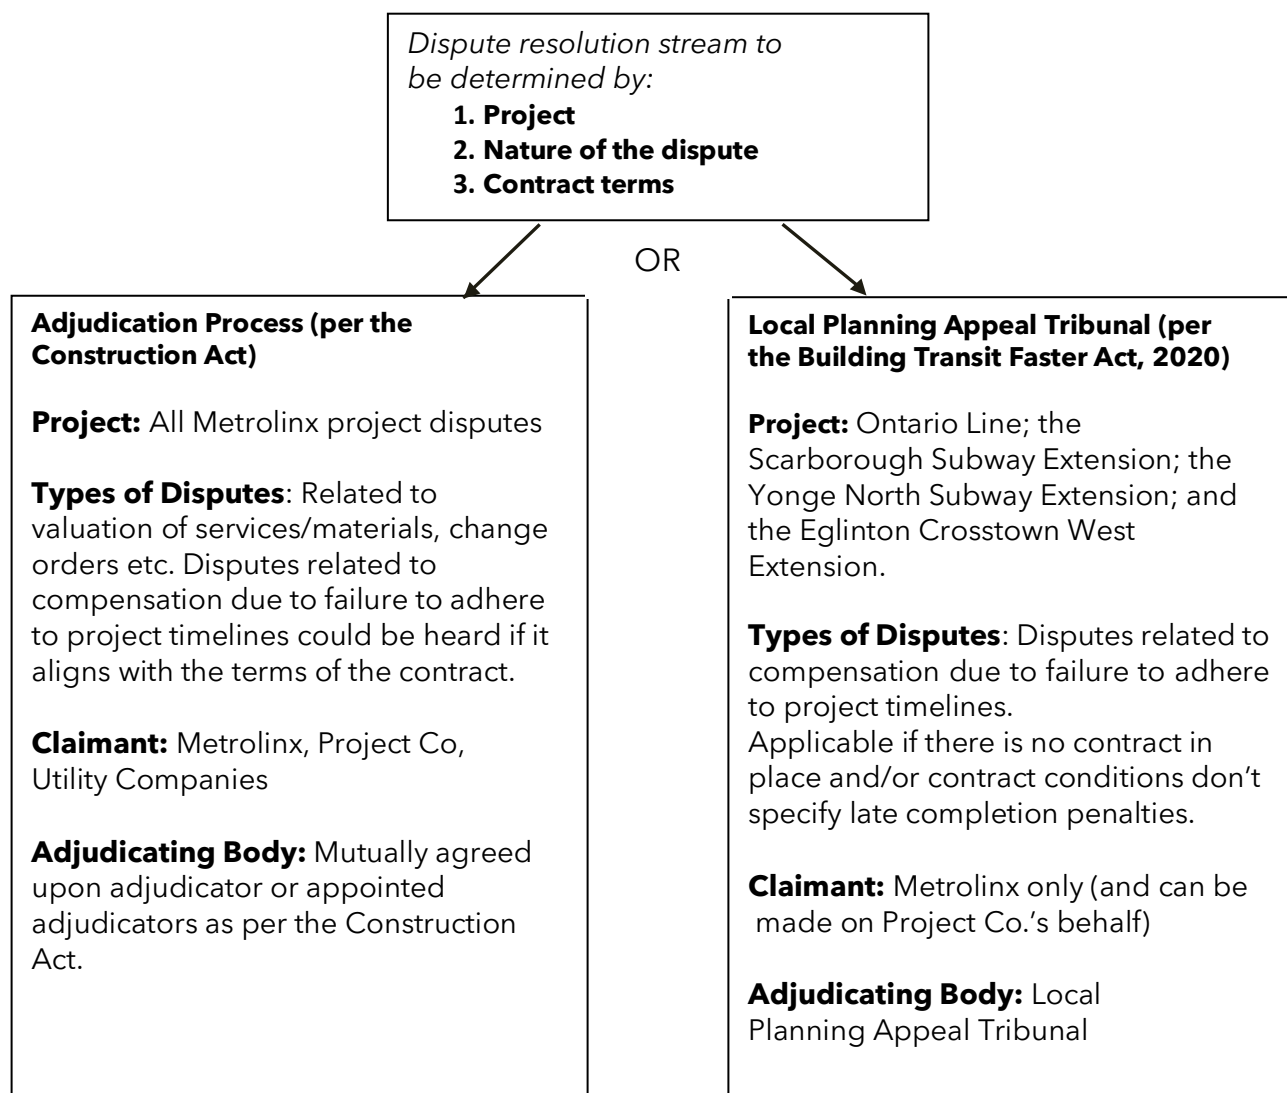 Dispute resolution stream to
be determined by:
1. Project
2. Nature of the dispute
3. Contract terms
OR
Adjudication Process (per the
Construction Act)
Project: All Metrolinx project disputes
Types of Disputes: Related to
valuation of services/materials, change
orders etc. Disputes related to
compensation due to failure to adhere
to project timelines could be heard if it
aligns with the terms of the contract.
Claimant: Metrolinx, Project Co,
Utility Companies
Adjudicating Body: Mutually agreed
upon adjudicator or appointed
adjudicators as per the Construction
Act.
Local Planning Appeal Tribunal (per
the Building Transit Faster Act, 2020)
Project: Ontario Line; the
Scarborough Subway Extension; the
Yonge North Subway Extension; and
the Eglinton Crosstown West
Extension.
Types of Disputes: Disputes related to
compensation due to failure to adhere
to project timelines.
Applicable if there is no contract in
place and/or contract conditions don’t
specify late completion penalties.
Claimant: Metrolinx only (and can be
made on Project Co.'s behalf)
Adjudicating Body: Local
Planning Appeal Tribunal